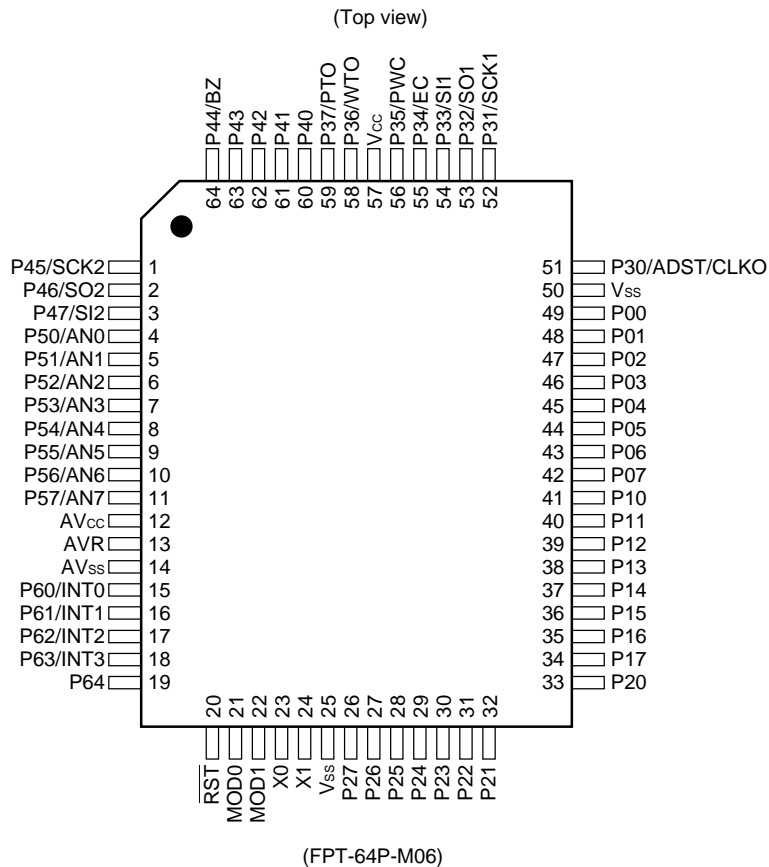 (Top view)
P44/BZ
P43
P42
P41
P40
P37/PTO
P36/WTO
Vcc
P35/PWC
P34/EC
P33/SI1
P32/SO1
P31/SCK1
64
63
62
61
60
59
58
57
56
55
54
53
52
P45/SCK2 1
P46/SO2 2
P47/SI2 3
P50/AN0 4
P51/AN1 5
P52/AN2 6
P53/AN3 7
P54/AN4 8
P55/AN5 9
P56/AN6 10
P57/AN7 11
AVcc 12
AVR 13
AVss 14
P60/INT0 15
P61/INT1 16
P62/INT2 17
P63/INT3 18
P64 19
51 P30/ADST/CLKO
50 Vss
49 P00
48 P01
47 P02
46 P03
45 P04
44 P05
43 P06
42 P07
41 P10
40 P11
39 P12
38 P13
37 P14
36 P15
35 P16
34 P17
33 P20
20
21
22
23
24
25
26
27
28
29
30
31
32
RST
MOD0
MOD1
X0
X1
Vss
P27
P26
P25
P24
P23
P22
P21
(FPT-64P-M06)